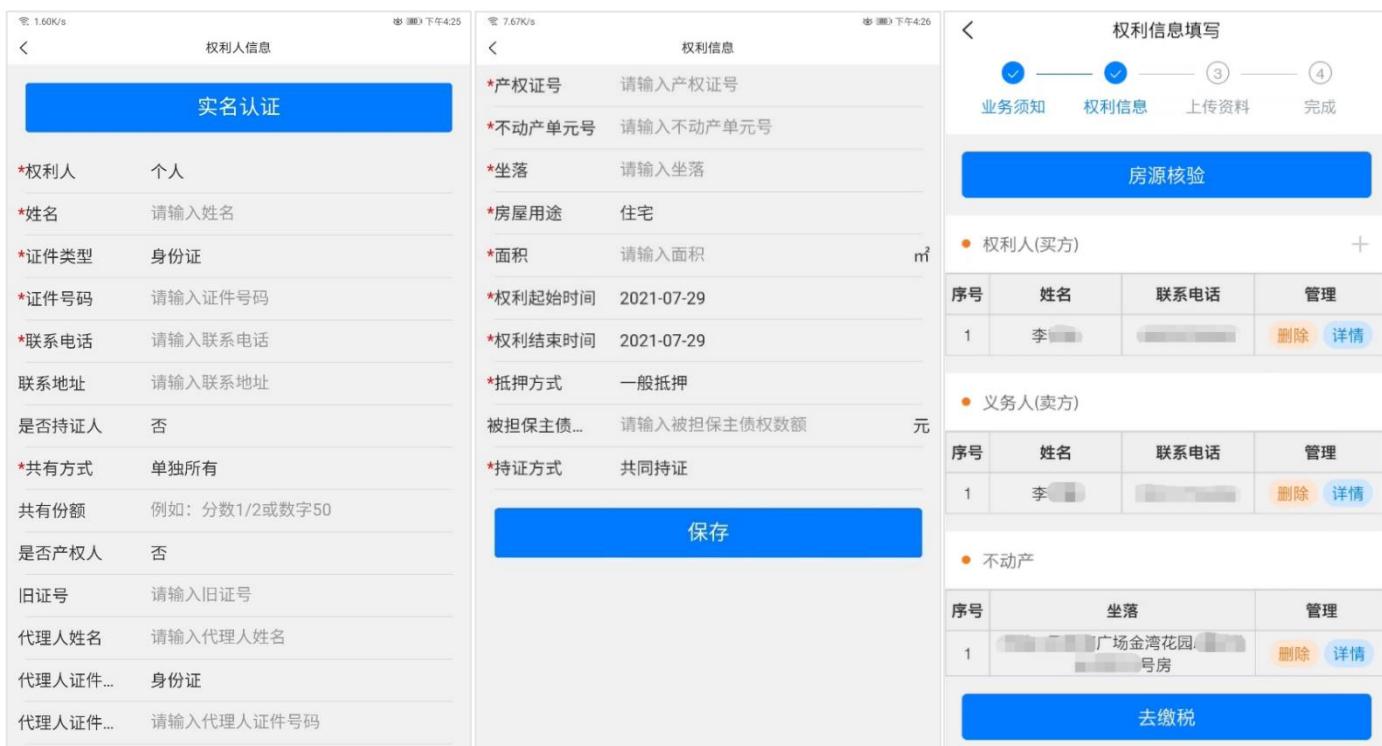 1.60K/s
下午4:25
权利人信息
实名认证
*权利人 个人
*姓名 请输入姓名
*证件类型 身份证
*证件号码 请输入证件号码
*联系电话 请输入联系电话
联系地址 请输入联系地址
是否持证人 否
*共有方式 单独所有
共有份额 例如：分数1/2或数字50
是否产权人 否
旧证号 请输入旧证号
代理人姓名 请输入代理人姓名
代理人证件... 身份证
代理人证件... 请输入代理人证件号码
7.67K/s
下午4:26
权利信息
*产权证号 请输入产权证号
*不动产单元号 请输入不动产单元号
*坐落 请输入坐落
*房屋用途 住宅
*面积 请输入面积 ㎡
*权利起始时间 2021-07-29
*权利结束时间 2021-07-29
*抵押方式 一般抵押
被担保主债... 请输入被担保主债权数额 元
*持证方式 共同持证
保存
权利信息填写
3 4
业务须知 权利信息 上传资料 完成
房源核验
权利人(买方)
序号 姓名 联系电话 管理
1 李 删除 详情
义务人(卖方)
序号 姓名 联系电话 管理
1 李 删除 详情
不动产
序号 坐落 管理
1 广场金湾花园 删除 详情
号房
去缴税